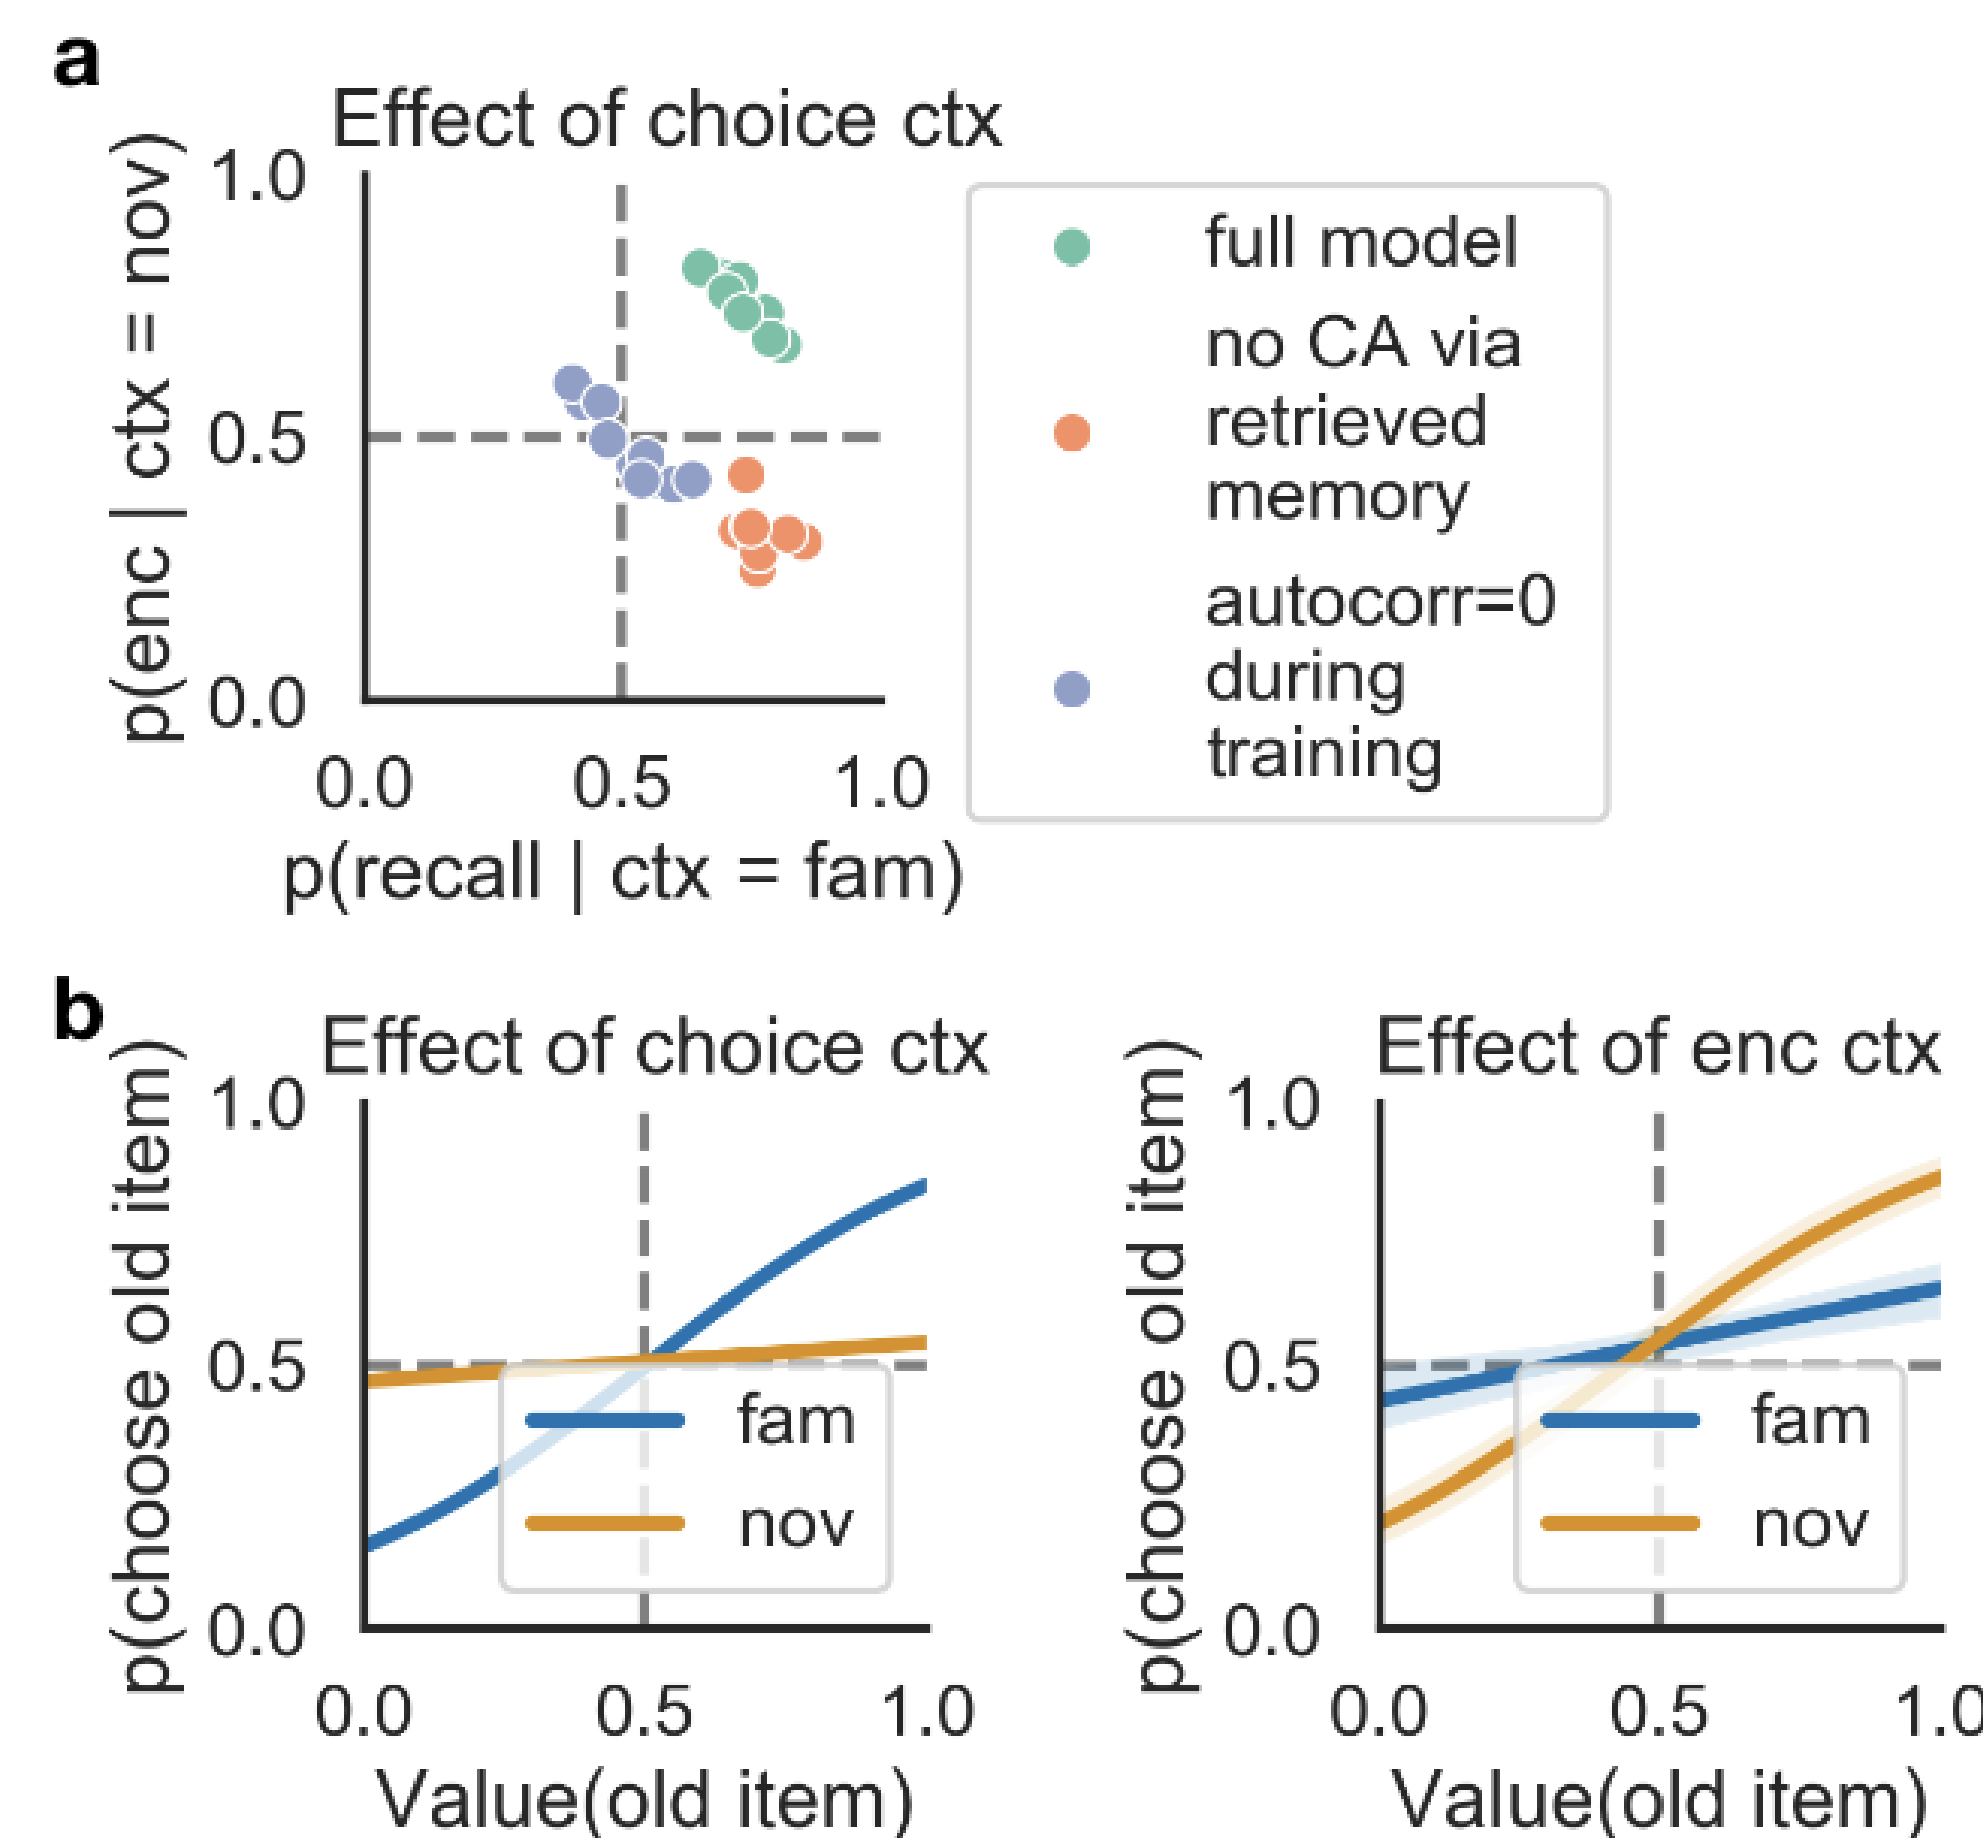 a
Effect of choice ctx
p(enc | ctx = nov)
1.0
0.5
0.0
0.0 0.5 1.0
p(recall | ctx = fam)
full model
no CA via
retrieved
memory
autocorr=0
during
training
b
Effect of choice ctx
p(choose old item)
1.0
0.5
0.0
fam
nov
0.0 0.5 1.0
Value(old item)
Effect of enc ctx
p(choose old item)
1.0
0.5
0.0
fam
nov
0.0 0.5 1.0
Value(old item)